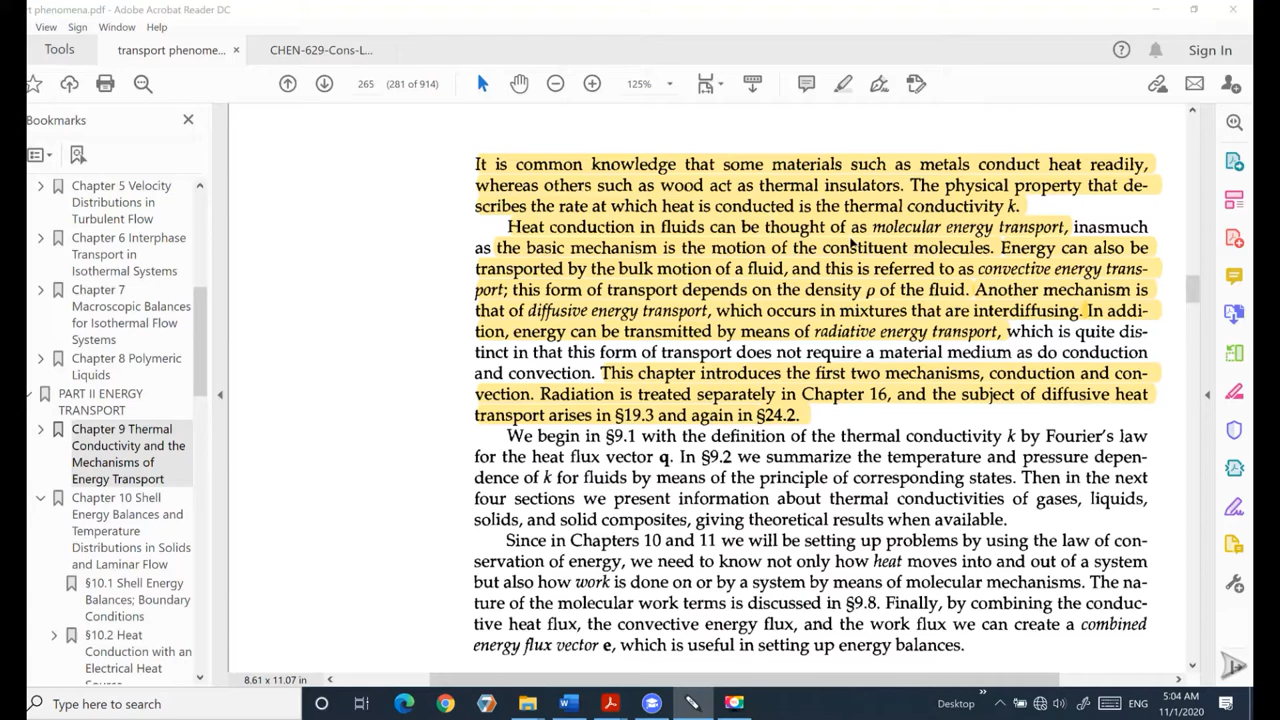 rt phenomena.pdf - Adobe Acrobat Reader DC
View Sign Window Help
Tools
transport phenome... ×
CHEN-629-Cons-L...
Sign In
265 (281 of 914)
125%
Bookmarks
Chapter 5 Velocity
Distributions in
Turbulent Flow
Chapter 6 Interphase
Transport in
Isothermal Systems
Chapter 7
Macroscopic Balances
for Isothermal Flow
Systems
Chapter 8 Polymeric
Liquids
PART II ENERGY
TRANSPORT
Chapter 9 Thermal
Conductivity and the
Mechanisms of
Energy Transport
Chapter 10 Shell
Energy Balances and
Temperature
Distributions in Solids
and Laminar Flow
§10.1 Shell Energy
Balances; Boundary
Conditions
§10.2 Heat
Conduction with an
Electrical Heat
It is common knowledge that some materials such as metals conduct heat readily,
whereas others such as wood act as thermal insulators. The physical property that de-
scribes the rate at which heat is conducted is the thermal conductivity k.
Heat conduction in fluids can be thought of as molecular energy transport, inasmuch
as the basic mechanism is the motion of the constituent molecules. Energy can also be
transported by the bulk motion of a fluid, and this is referred to as convective energy trans-
port; this form of transport depends on the density ρ of the fluid. Another mechanism is
that of diffusive energy transport, which occurs in mixtures that are interdiffusing. In addi-
tion, energy can be transmitted by means of radiative energy transport, which is quite dis-
tinct in that this form of transport does not require a material medium as do conduction
and convection. This chapter introduces the first two mechanisms, conduction and con-
vection. Radiation is treated separately in Chapter 16, and the subject of diffusive heat
transport arises in §19.3 and again in §24.2.
We begin in §9.1 with the definition of the thermal conductivity k by Fourier's law
for the heat flux vector q. In §9.2 we summarize the temperature and pressure depen-
dence of k for fluids by means of the principle of corresponding states. Then in the next
four sections we present information about thermal conductivities of gases, liquids,
solids, and solid composites, giving theoretical results when available.
Since in Chapters 10 and 11 we will be setting up problems by using the law of con-
servation of energy, we need to know not only how heat moves into and out of a system
but also how work is done on or by a system by means of molecular mechanisms. The na-
ture of the molecular work terms is discussed in §9.8. Finally, by combining the conduc-
tive heat flux, the convective energy flux, and the work flux we can create a combined
energy flux vector e, which is useful in setting up energy balances.
8.61 x 11.07 in
Type here to search
Desktop
ENG
5:04 AM
11/1/2020